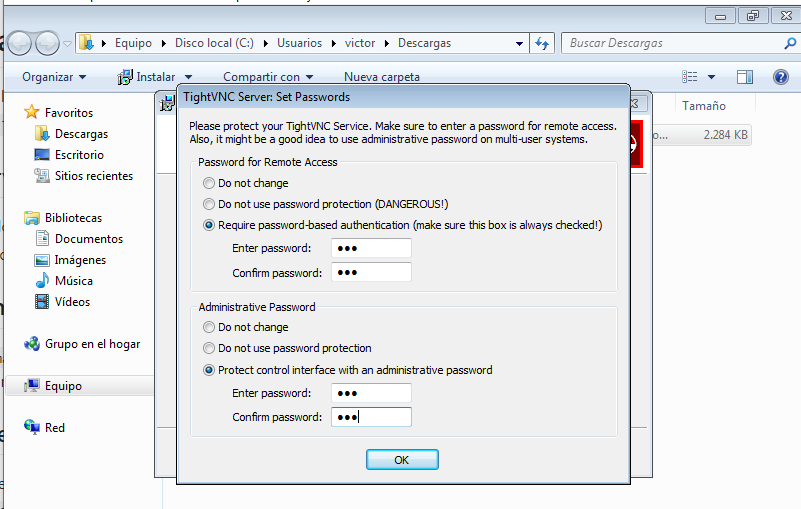 Equipo
Disco local (C:)
Usuarios
victor
Descargas
Buscar Descargas
Organizar
Instalar
Compartir con
Nueva carpeta
Favoritos
Descargas
Escritorio
Sitios recientes
Bibliotecas
Documentos
Imágenes
Música
Vídeos
Grupo en el hogar
Equipo
Red
Tamaño
o...
2.284 KB
TightVNC Server: Set Passwords
Please protect your TightVNC Service. Make sure to enter a password for remote access.
Also, it might be a good idea to use administrative password on multi-user systems.
Password for Remote Access
Do not change
Do not use password protection (DANGEROUS!)
Require password-based authentication (make sure this box is always checked!)
Enter password: ●●●
Confirm password: ●●●
Administrative Password
Do not change
Do not use password protection
Protect control interface with an administrative password
Enter password: ●●●
Confirm password: ●●●
OK